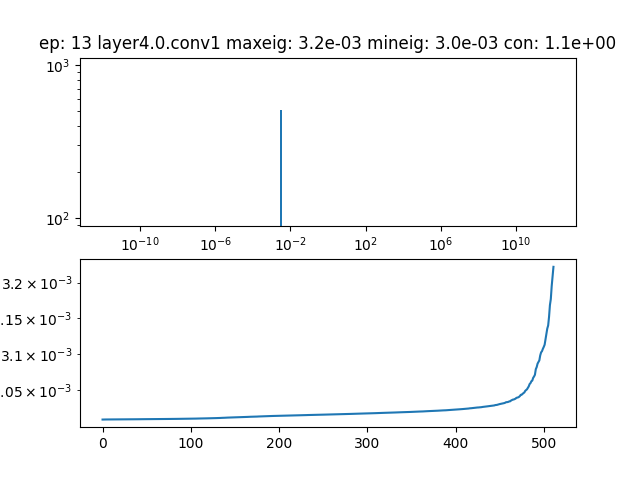 ep: 13 layer4.0.conv1 maxeig: 3.2e-03 mineig: 3.0e-03 con: 1.1e+00
10³
10²
10⁻¹⁰ 10⁻⁶ 10⁻² 10² 10⁶ 10¹⁰
3.2 × 10⁻³
.15 × 10⁻³
3.1 × 10⁻³
.05 × 10⁻³
0 100 200 300 400 500